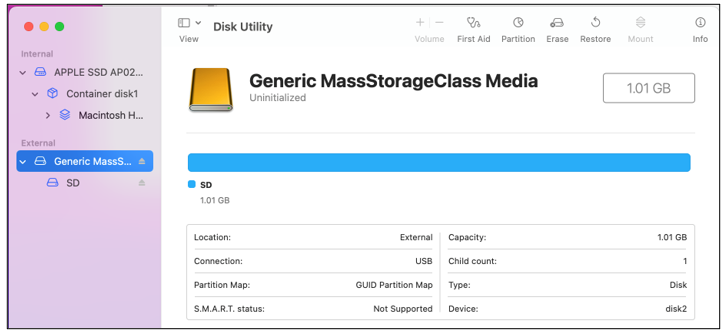 View
Disk Utility
Volume
First Aid
Partition
Erase
Restore
Mount
Info
Internal
APPLE SSD AP02...
Container disk1
Macintosh H...
External
Generic MassS...
SD
Generic MassStorageClass Media
Uninitialized
1.01 GB
SD
1.01 GB
Location: External
Connection: USB
Partition Map: GUID Partition Map
S.M.A.R.T. status: Not Supported
Capacity: 1.01 GB
Child count: 1
Type: Disk
Device: disk2